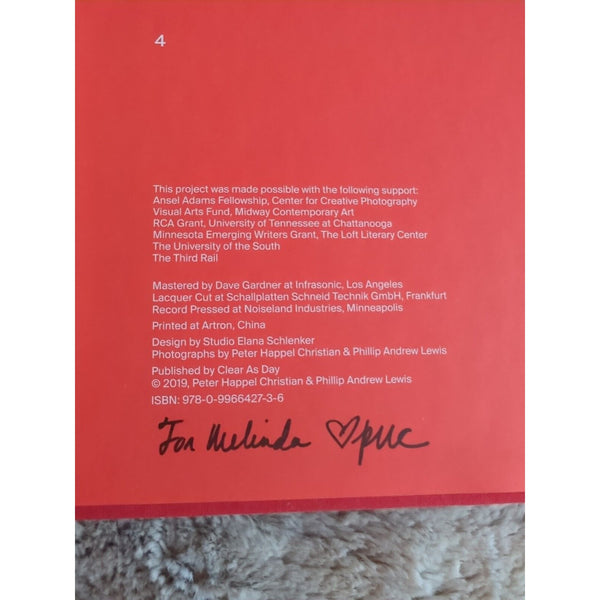 4
This project was made possible with the following support:
Ansel Adams Fellowship, Center for Creative Photography
Visual Arts Fund, Midway Contemporary Art
RCA Grant, University of Tennessee at Chattanooga
Minnesota Emerging Writers Grant, The Loft Literary Center
The University of the South
The Third Rail
Mastered by Dave Gardner at Infrasonic, Los Angeles
Lacquer Cut at Schallplatten Schneid Technik GmbH, Frankfurt
Record Pressed at Noiseland Industries, Minneapolis
Printed at Artron, China
Design by Studio Elana Schlenker
Photographs by Peter Happel Christian & Phillip Andrew Lewis
Published by Clear As Day
© 2019, Peter Happel Christian & Phillip Andrew Lewis
ISBN: 978-0-9966427-3-6
For Melinda ♡